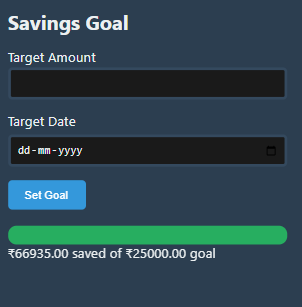 Savings Goal
Target Amount
Target Date
dd-mm-yyyy
Set Goal
₹66935.00 saved of ₹25000.00 goal